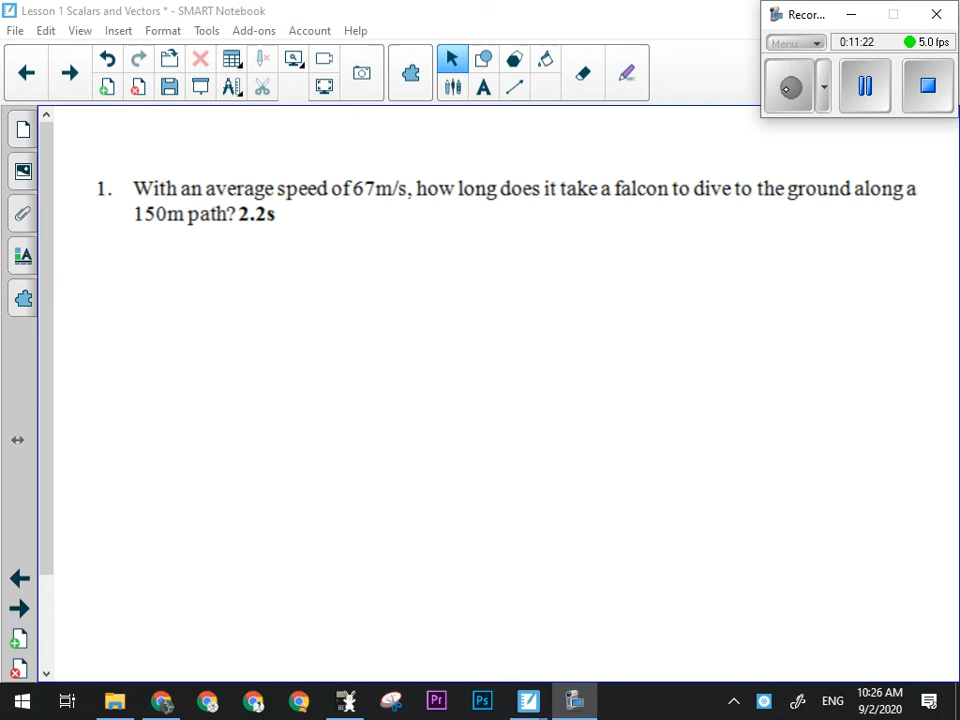 Lesson 1 Scalars and Vectors * - SMART Notebook
File Edit View Insert Format Tools Add-ons Account Help
Recor...
Menu 0:11:22 5.0 fps
1. With an average speed of 67m/s, how long does it take a falcon to dive to the ground along a
150m path? 2.2s
Pr Ps ENG 10:26 AM
9/2/2020